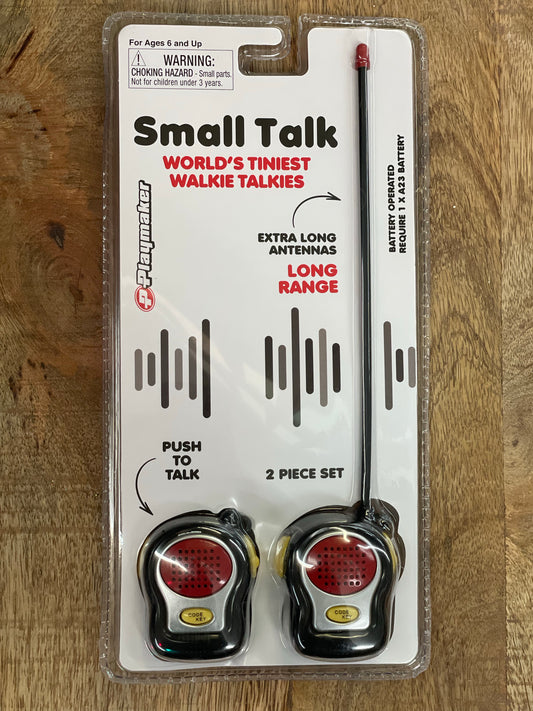 For Ages 6 and Up
WARNING:
CHOKING HAZARD - Small parts.
Not for children under 3 years.
Small Talk
WORLD'S TINIEST
WALKIE TALKIES
Playmaker
EXTRA LONG
ANTENNAS
LONG
RANGE
BATTERY OPERATED
REQUIRE 1 X A23 BATTERY
PUSH
TO
TALK
2 PIECE SET
CODE
KEY
CODE
KEY